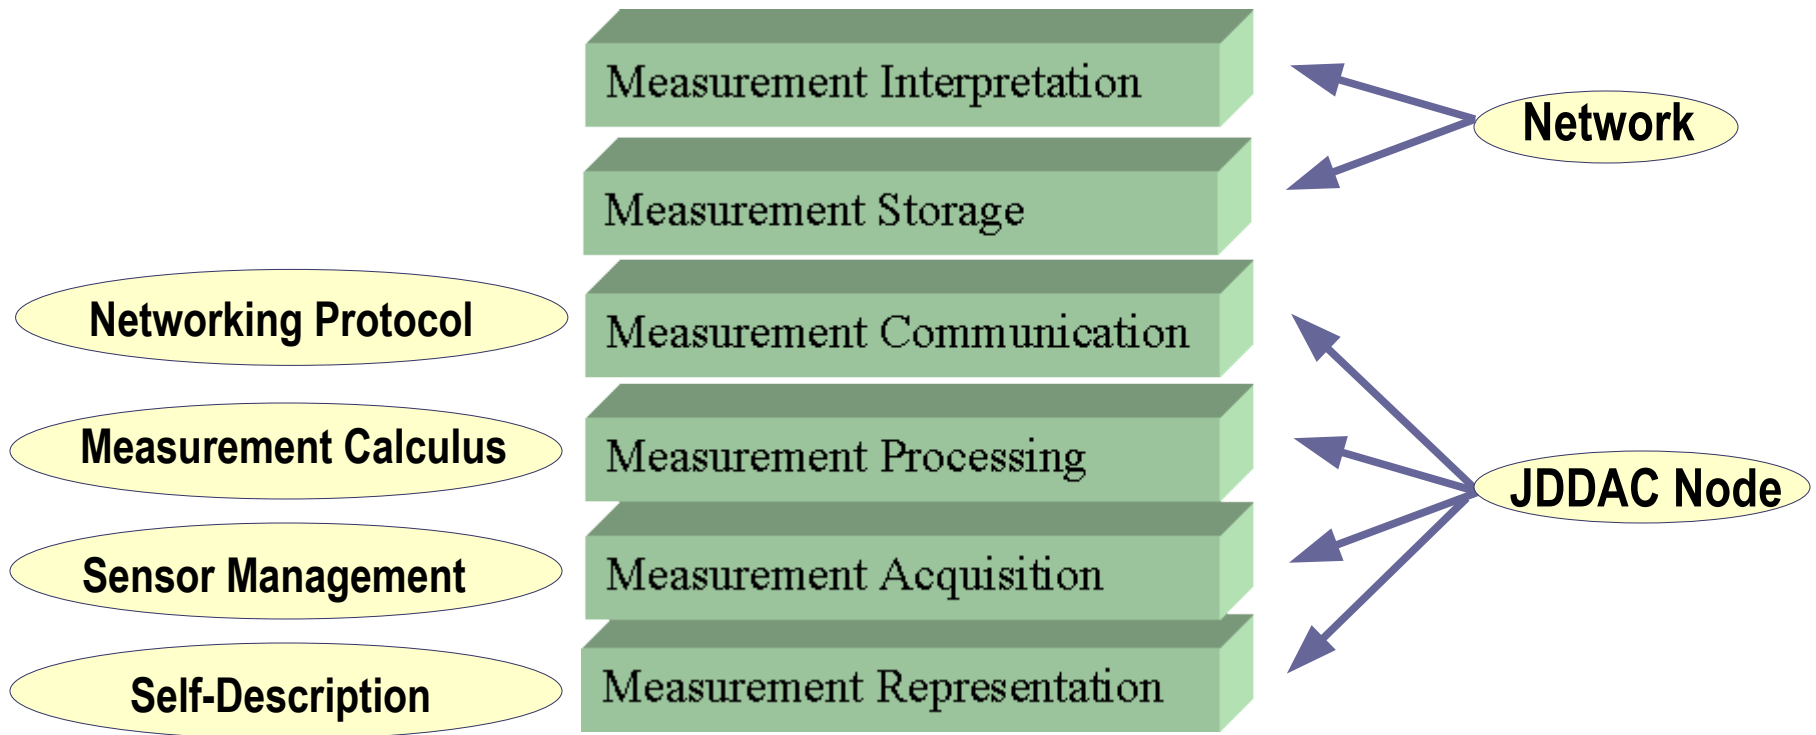 Measurement Interpretation
Network
Measurement Storage
Networking Protocol
Measurement Communication
Measurement Calculus
Measurement Processing
JDDAC Node
Sensor Management
Measurement Acquisition
Self-Description
Measurement Representation